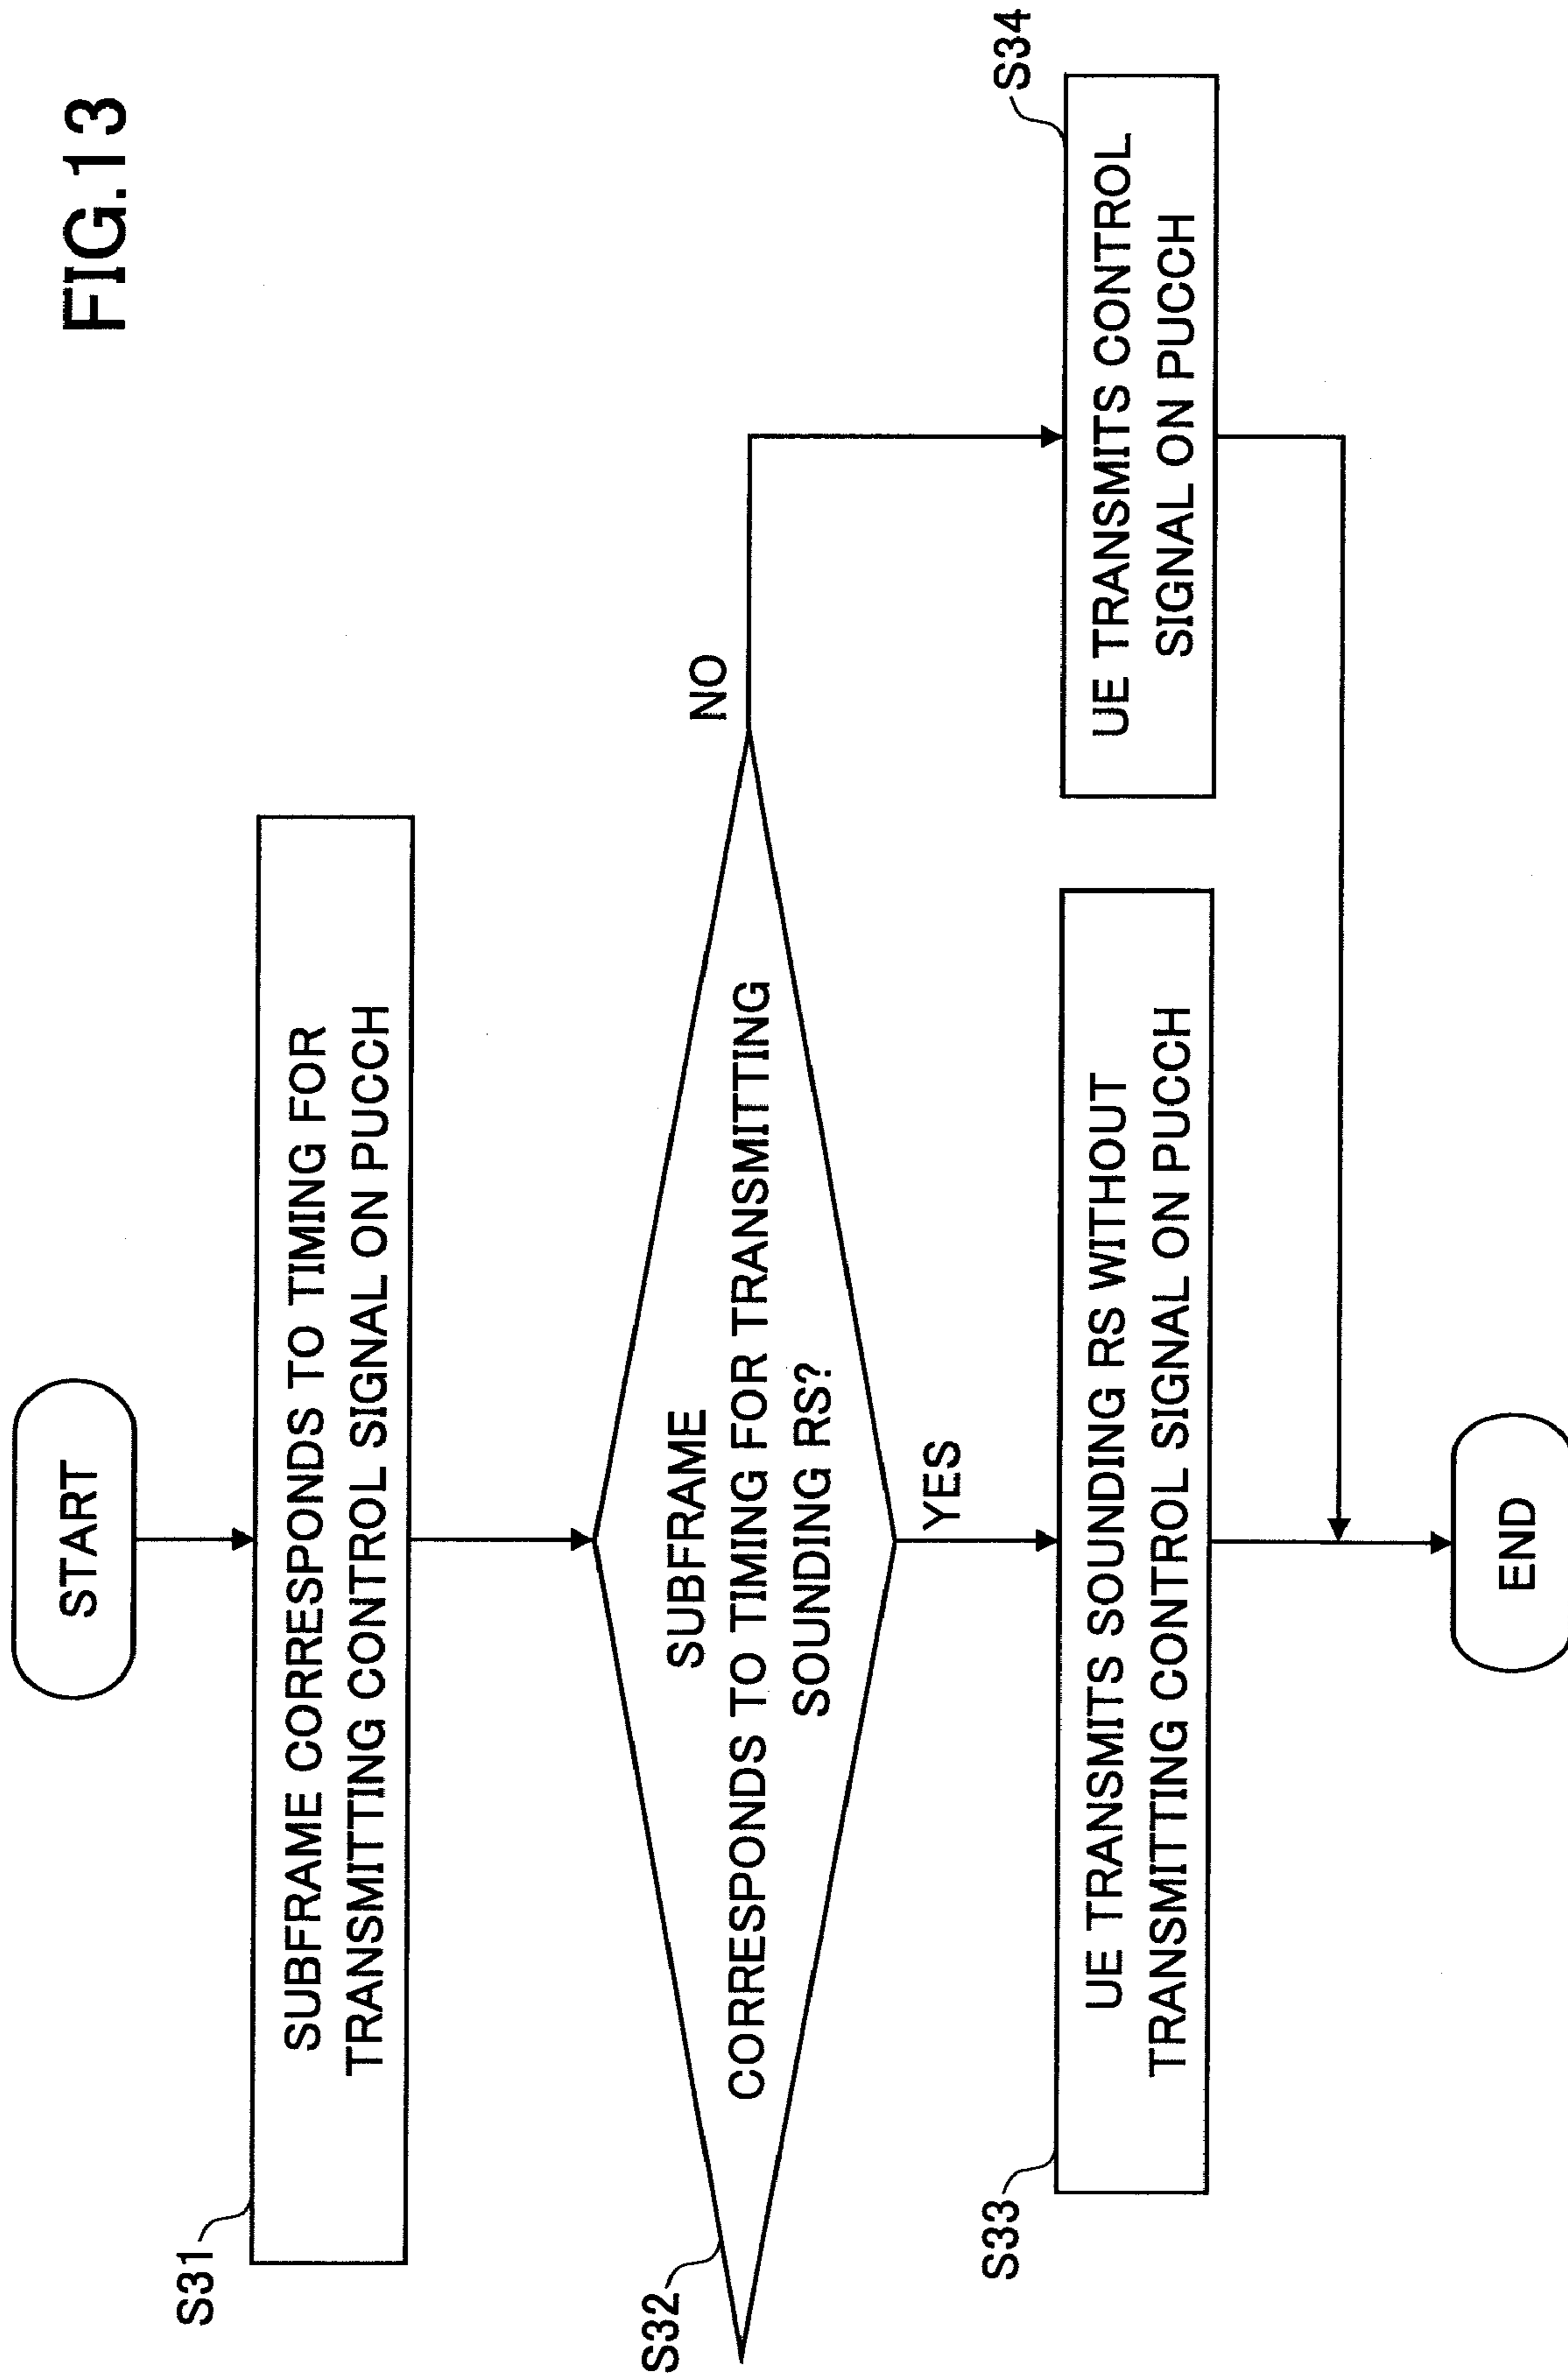 FIG.13
START
S31
SUBFRAME CORRESPONDS TO TIMING FOR
TRANSMITTING CONTROL SIGNAL ON PUCCH
S32
SUBFRAME
CORRESPONDS TO TIMING FOR TRANSMITTING
SOUNDING RS?
NO
YES
S33
UE TRANSMITS SOUNDING RS WITHOUT
TRANSMITTING CONTROL SIGNAL ON PUCCH
S34
UE TRANSMITS CONTROL
SIGNAL ON PUCCH
END